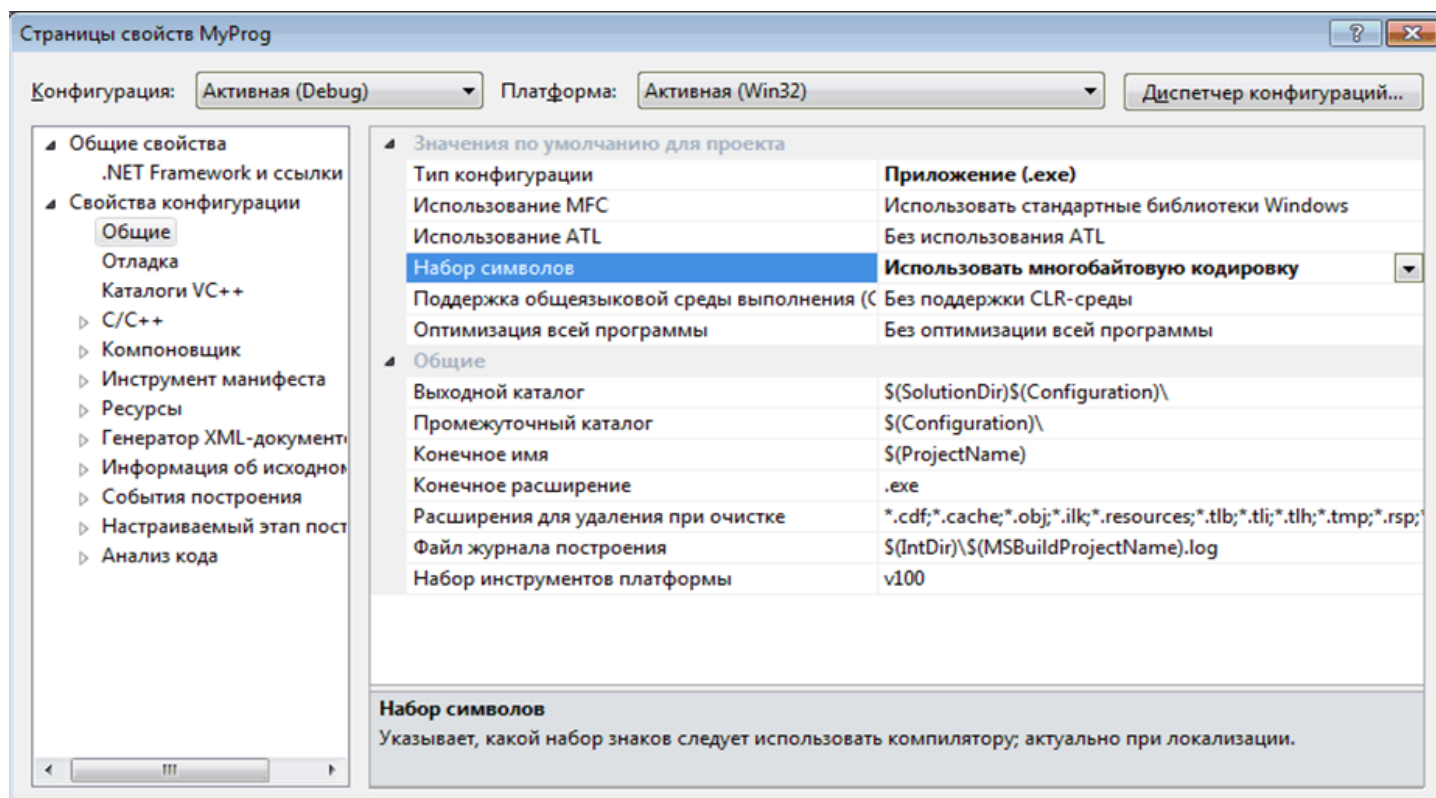 Страницы свойств MyProg
Конфигурация: Активная (Debug) Платформа: Активная (Win32) Диспетчер конфигураций...
Общие свойства
.NET Framework и ссылки
Свойства конфигурации
Общие
Отладка
Каталоги VC++
C/C++
Компоновщик
Инструмент манифеста
Ресурсы
Генератор XML-документ
Информация об исходно
События построения
Настраиваемый этап пост
Анализ кода
Значения по умолчанию для проекта
Тип конфигурации Приложение (.exe)
Использование MFC Использовать стандартные библиотеки Windows
Использование ATL Без использования ATL
Набор символов Использовать многобайтовую кодировку
Поддержка общеязыковой среды выполнения (C Без поддержки CLR-среды
Оптимизация всей программы Без оптимизации всей программы
Общие
Выходной каталог $(SolutionDir)$(Configuration)\
Промежуточный каталог $(Configuration)\
Конечное имя $(ProjectName)
Конечное расширение .exe
Расширения для удаления при очистке *.cdf;*.cache;*.obj;*.ilk;*.resources;*.tlb;*.tli;*.tlh;*.tmp;*.rsp;*
Файл журнала построения $(IntDir)\$(MSBuildProjectName).log
Набор инструментов платформы v100
Набор символов
Указывает, какой набор знаков следует использовать компилятору; актуально при локализации.